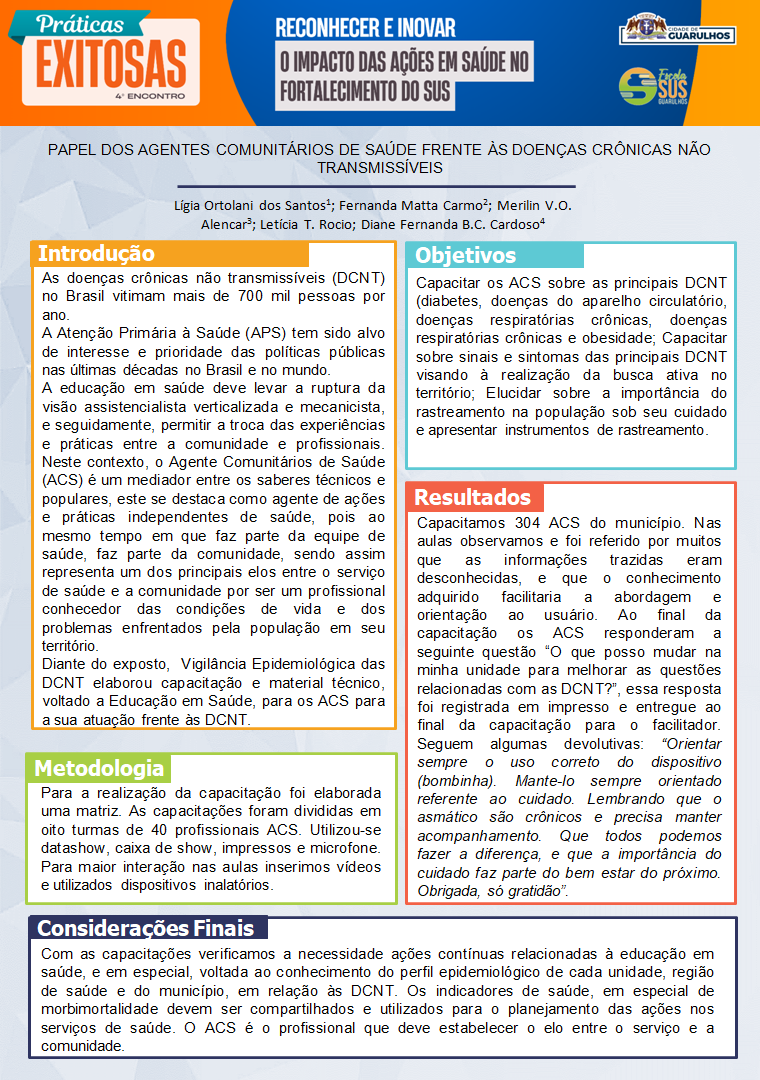 Práticas
EXITOSAS
4º ENCONTRO
RECONHECER E INOVAR
O IMPACTO DAS AÇÕES EM SAÚDE NO
FORTALECIMENTO DO SUS
CIDADE DE
GUARULHOS
Escola
SUS
GUARULHOS
PAPEL DOS AGENTES COMUNITÁRIOS DE SAÚDE FRENTE ÀS DOENÇAS CRÔNICAS NÃO
TRANSMISSÍVEIS
Lígia Ortolani dos Santos¹; Fernanda Matta Carmo²; Merilin V.O.
Alencar³; Letícia T. Rocio; Diane Fernanda B.C. Cardoso⁴
Introdução
As doenças crônicas não transmissíveis (DCNT)
no Brasil vitimam mais de 700 mil pessoas por
ano.
A Atenção Primária à Saúde (APS) tem sido alvo
de interesse e prioridade das políticas públicas
nas últimas décadas no Brasil e no mundo.
A educação em saúde deve levar a ruptura da
visão assistencialista verticalizada e mecanicista,
e seguidamente, permitir a troca das experiências
e práticas entre a comunidade e profissionais.
Neste contexto, o Agente Comunitários de Saúde
(ACS) é um mediador entre os saberes técnicos e
populares, este se destaca como agente de ações
e práticas independentes de saúde, pois ao
mesmo tempo em que faz parte da equipe de
saúde, faz parte da comunidade, sendo assim
representa um dos principais elos entre o serviço
de saúde e a comunidade por ser um profissional
conhecedor das condições de vida e dos
problemas enfrentados pela população em seu
território.
Diante do exposto, Vigilância Epidemiológica das
DCNT elaborou capacitação e material técnico,
voltado a Educação em Saúde, para os ACS para
a sua atuação frente às DCNT.
Metodologia
Para a realização da capacitação foi elaborada
uma matriz. As capacitações foram divididas em
oito turmas de 40 profissionais ACS. Utilizou-se
datashow, caixa de show, impressos e microfone.
Para maior interação nas aulas inserimos vídeos
e utilizados dispositivos inalatórios.
Objetivos
Capacitar os ACS sobre as principais DCNT
(diabetes, doenças do aparelho circulatório,
doenças respiratórias crônicas, doenças
respiratórias crônicas e obesidade; Capacitar
sobre sinais e sintomas das principais DCNT
visando à realização da busca ativa no
território; Elucidar sobre a importância do
rastreamento na população sob seu cuidado
e apresentar instrumentos de rastreamento.
Resultados
Capacitamos 304 ACS do município. Nas
aulas observamos e foi referido por muitos
que as informações trazidas eram
desconhecidas, e que o conhecimento
adquirido facilitaria a abordagem e
orientação ao usuário. Ao final da
capacitação os ACS responderam a
seguinte questão “O que posso mudar na
minha unidade para melhorar as questões
relacionadas com as DCNT?”, essa resposta
foi registrada em impresso e entregue ao
final da capacitação para o facilitador.
Seguem algumas devolutivas: “Orientar
sempre o uso correto do dispositivo
(bombinha). Mante-lo sempre orientado
referente ao cuidado. Lembrando que o
asmático são crônicos e precisa manter
acompanhamento. Que todos podemos
fazer a diferença, e que a importância do
cuidado faz parte do bem estar do próximo.
Obrigada, só gratidão”.
Considerações Finais
Com as capacitações verificamos a necessidade ações contínuas relacionadas à educação em
saúde, e em especial, voltada ao conhecimento do perfil epidemiológico de cada unidade, região
de saúde e do município, em relação às DCNT. Os indicadores de saúde, em especial de
morbimortalidade devem ser compartilhados e utilizados para o planejamento das ações nos
serviços de saúde. O ACS é o profissional que deve estabelecer o elo entre o serviço e a
comunidade.